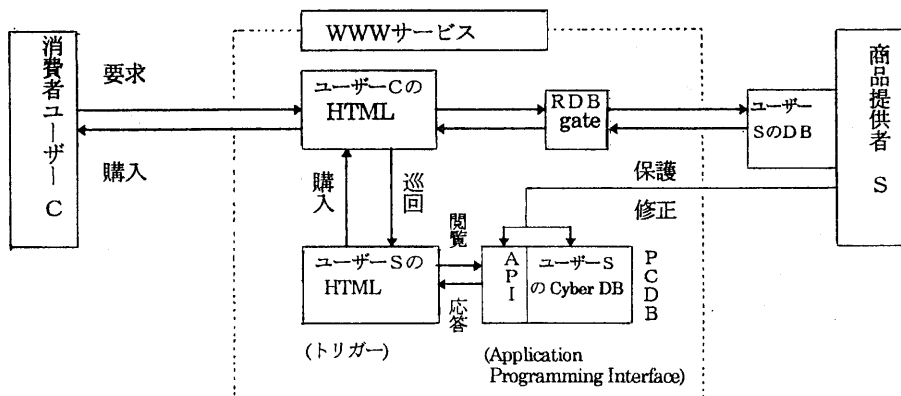 WWWサービス
消費者ユーザー C
要求
購入
ユーザーCの
HTML
RDB
gate
ユーザー
SのDB
商品提供者 S
購入
巡回
保護
修正
閲覧
応答
ユーザーSの
HTML
API
ユーザーS
のCyber DB
PCDB
(トリガー)
(Application
Programming Interface)